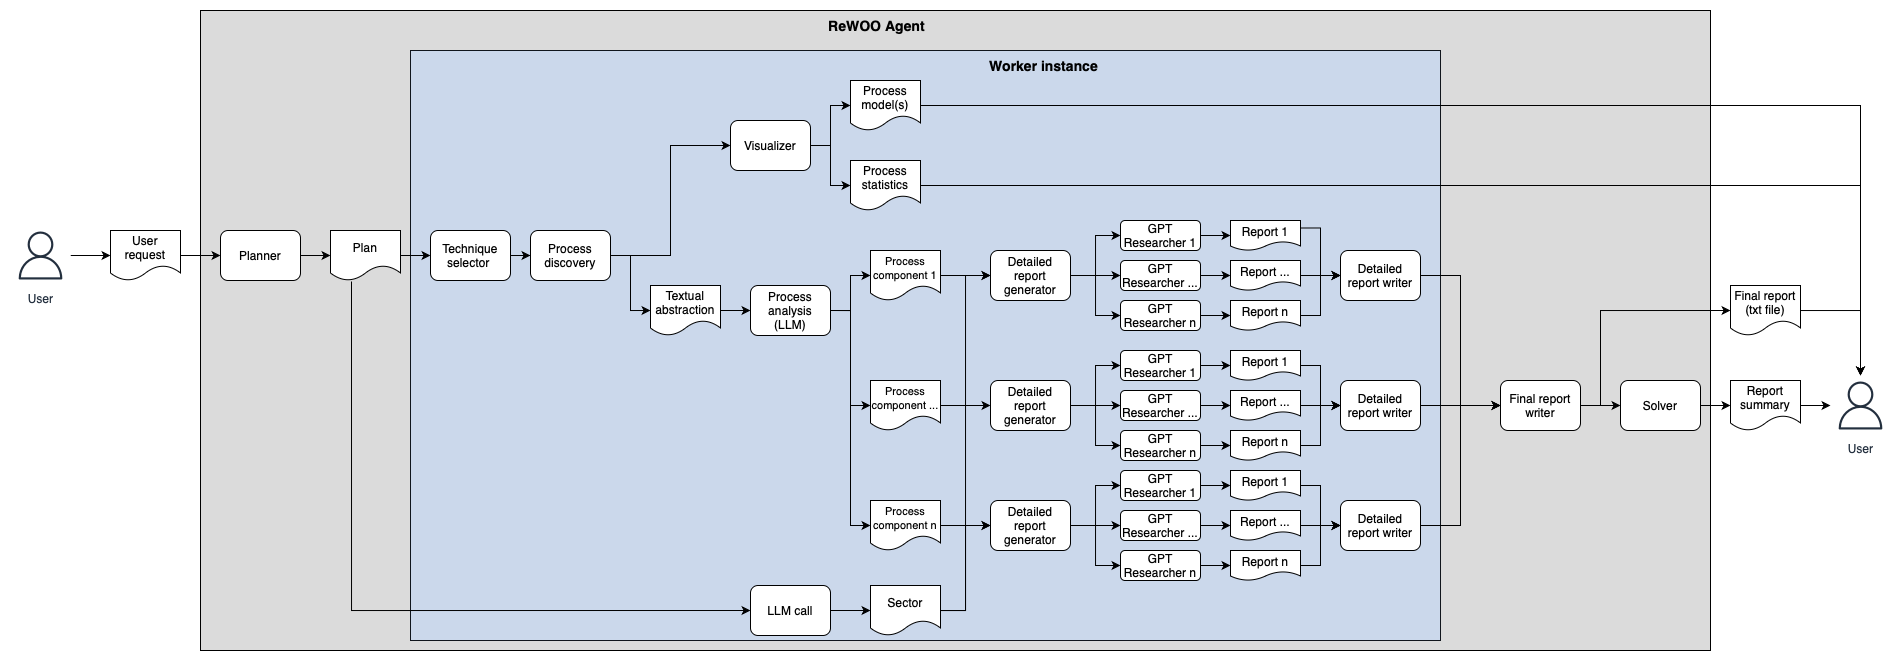 ReWOO Agent
Worker instance
Process
model(s)
Visualizer
Process
statistics
User
User
request
Planner
Plan
Technique
selector
Process
discovery
Textual
abstraction
Process
analysis
(LLM)
Process
component 1
Detailed
report
generator
GPT
Researcher 1
Report 1
GPT
Researcher ...
Report ...
GPT
Researcher n
Report n
Detailed
report writer
Process
component ...
Detailed
report
generator
GPT
Researcher 1
Report 1
GPT
Researcher ...
Report ...
GPT
Researcher n
Report n
Detailed
report writer
Process
component n
Detailed
report
generator
GPT
Researcher 1
Report 1
GPT
Researcher ...
Report ...
GPT
Researcher n
Report n
Detailed
report writer
LLM call
Sector
Final report
writer
Solver
Final report
(txt file)
Report
summary
User